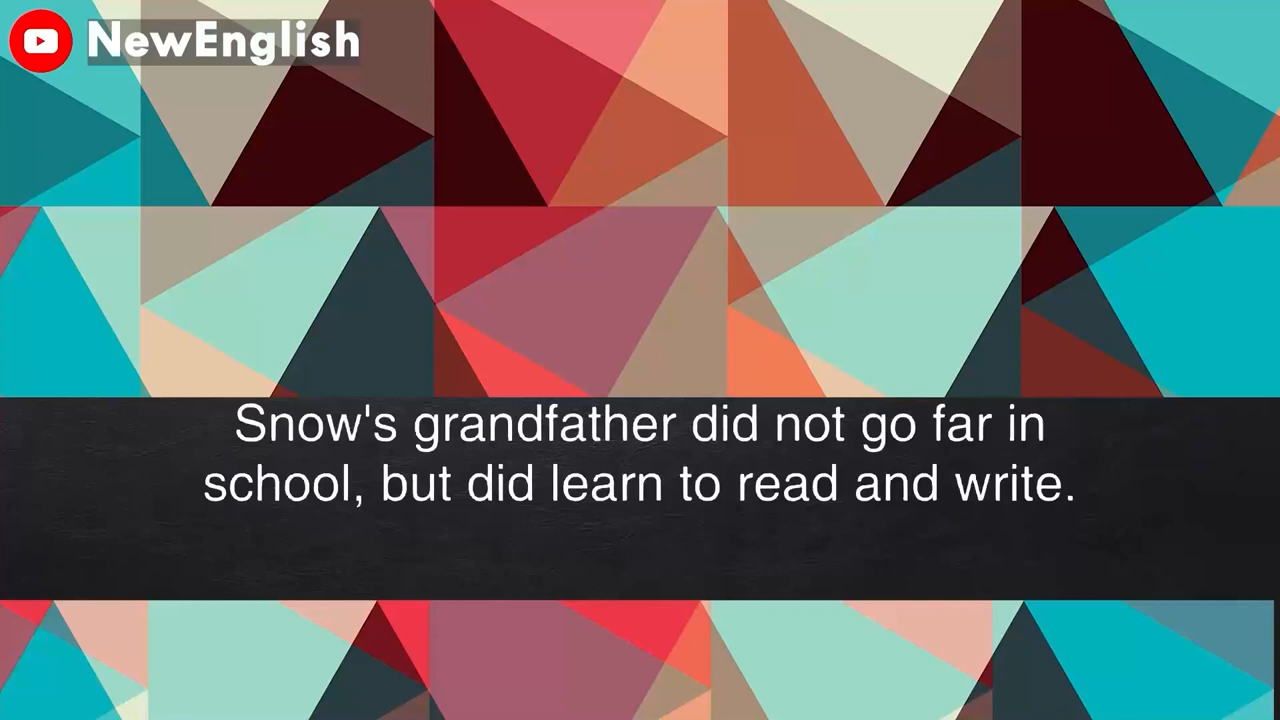 NewEnglish
Snow's grandfather did not go far in
school, but did learn to read and write.